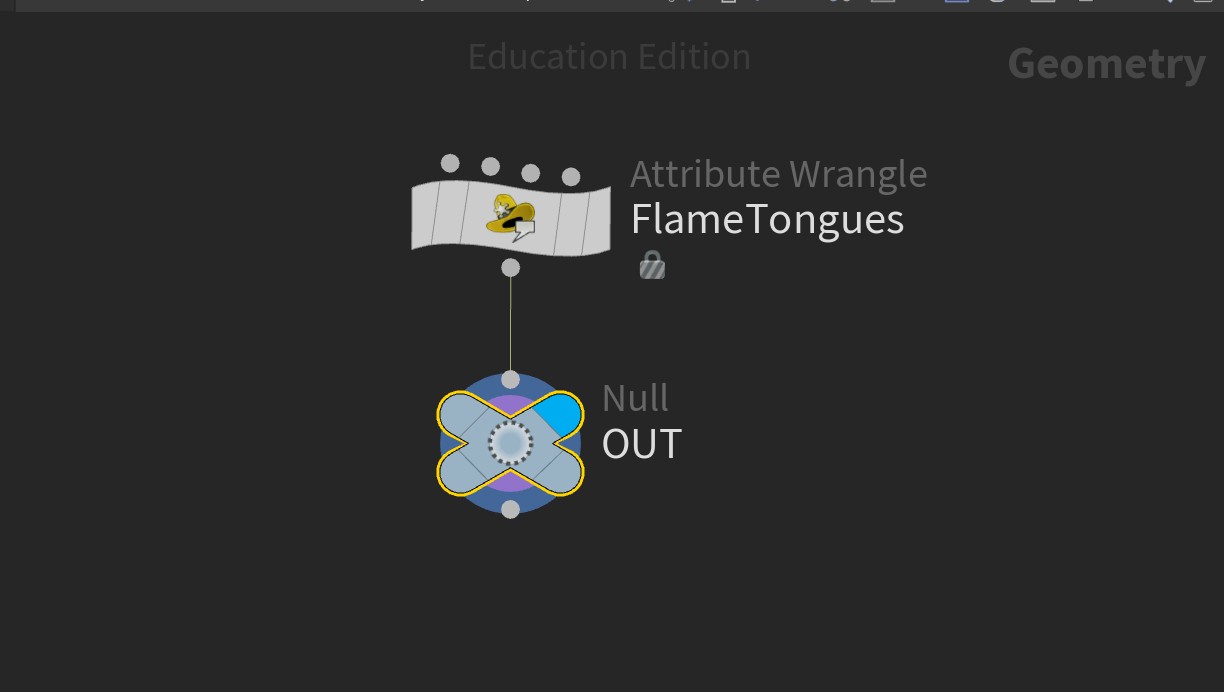 Education Edition
Geometry
Attribute Wrangle
FlameTongues
Null
OUT